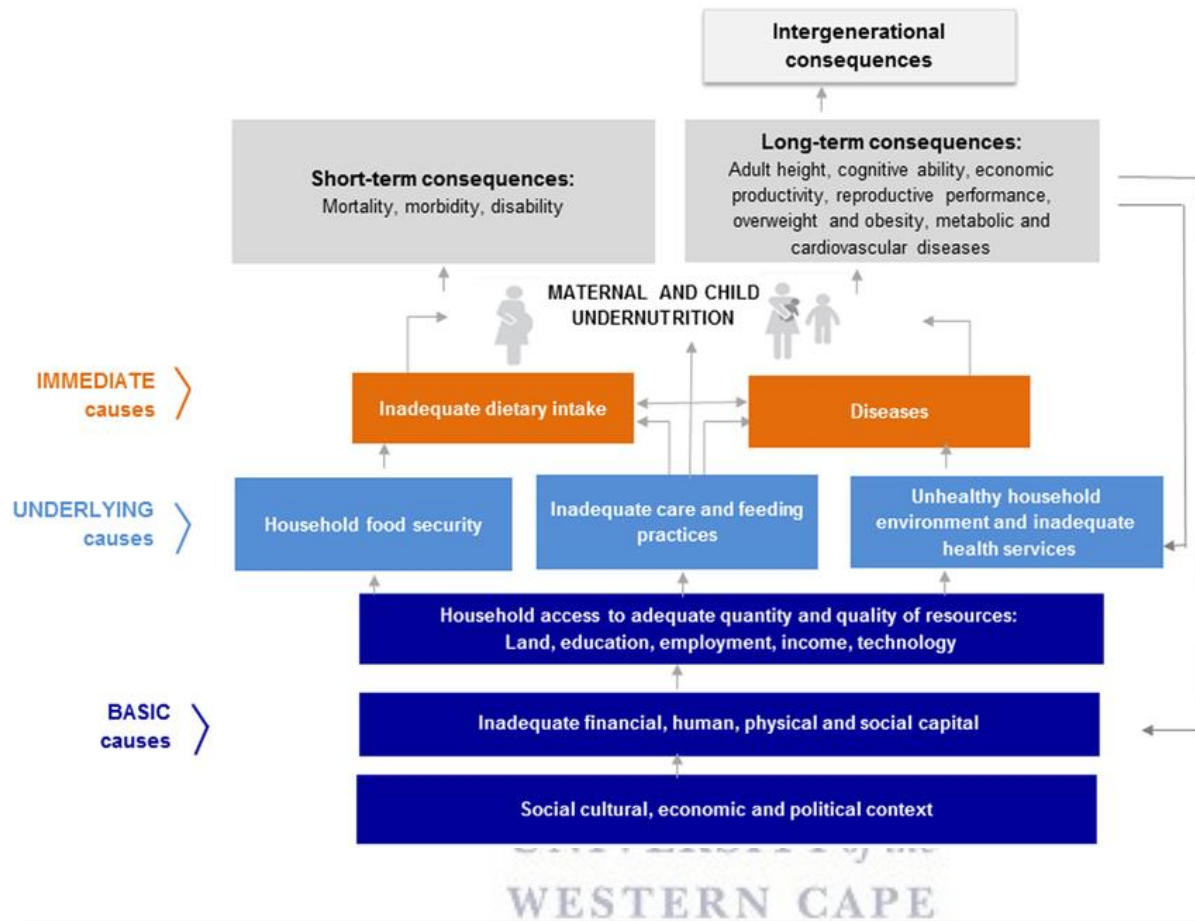 Intergenerational
consequences
Short-term consequences:
Mortality, morbidity, disability
Long-term consequences:
Adult height, cognitive ability, economic
productivity, reproductive performance,
overweight and obesity, metabolic and
cardiovascular diseases
MATERNAL AND CHILD
UNDERNUTRITION
IMMEDIATE
causes
Inadequate dietary intake
Diseases
UNDERLYING
causes
Household food security
Inadequate care and feeding
practices
Unhealthy household
environment and inadequate
health services
Household access to adequate quantity and quality of resources:
Land, education, employment, income, technology
BASIC
causes
Inadequate financial, human, physical and social capital
Social cultural, economic and political context
UNIVERSITY of the
WESTERN CAPE